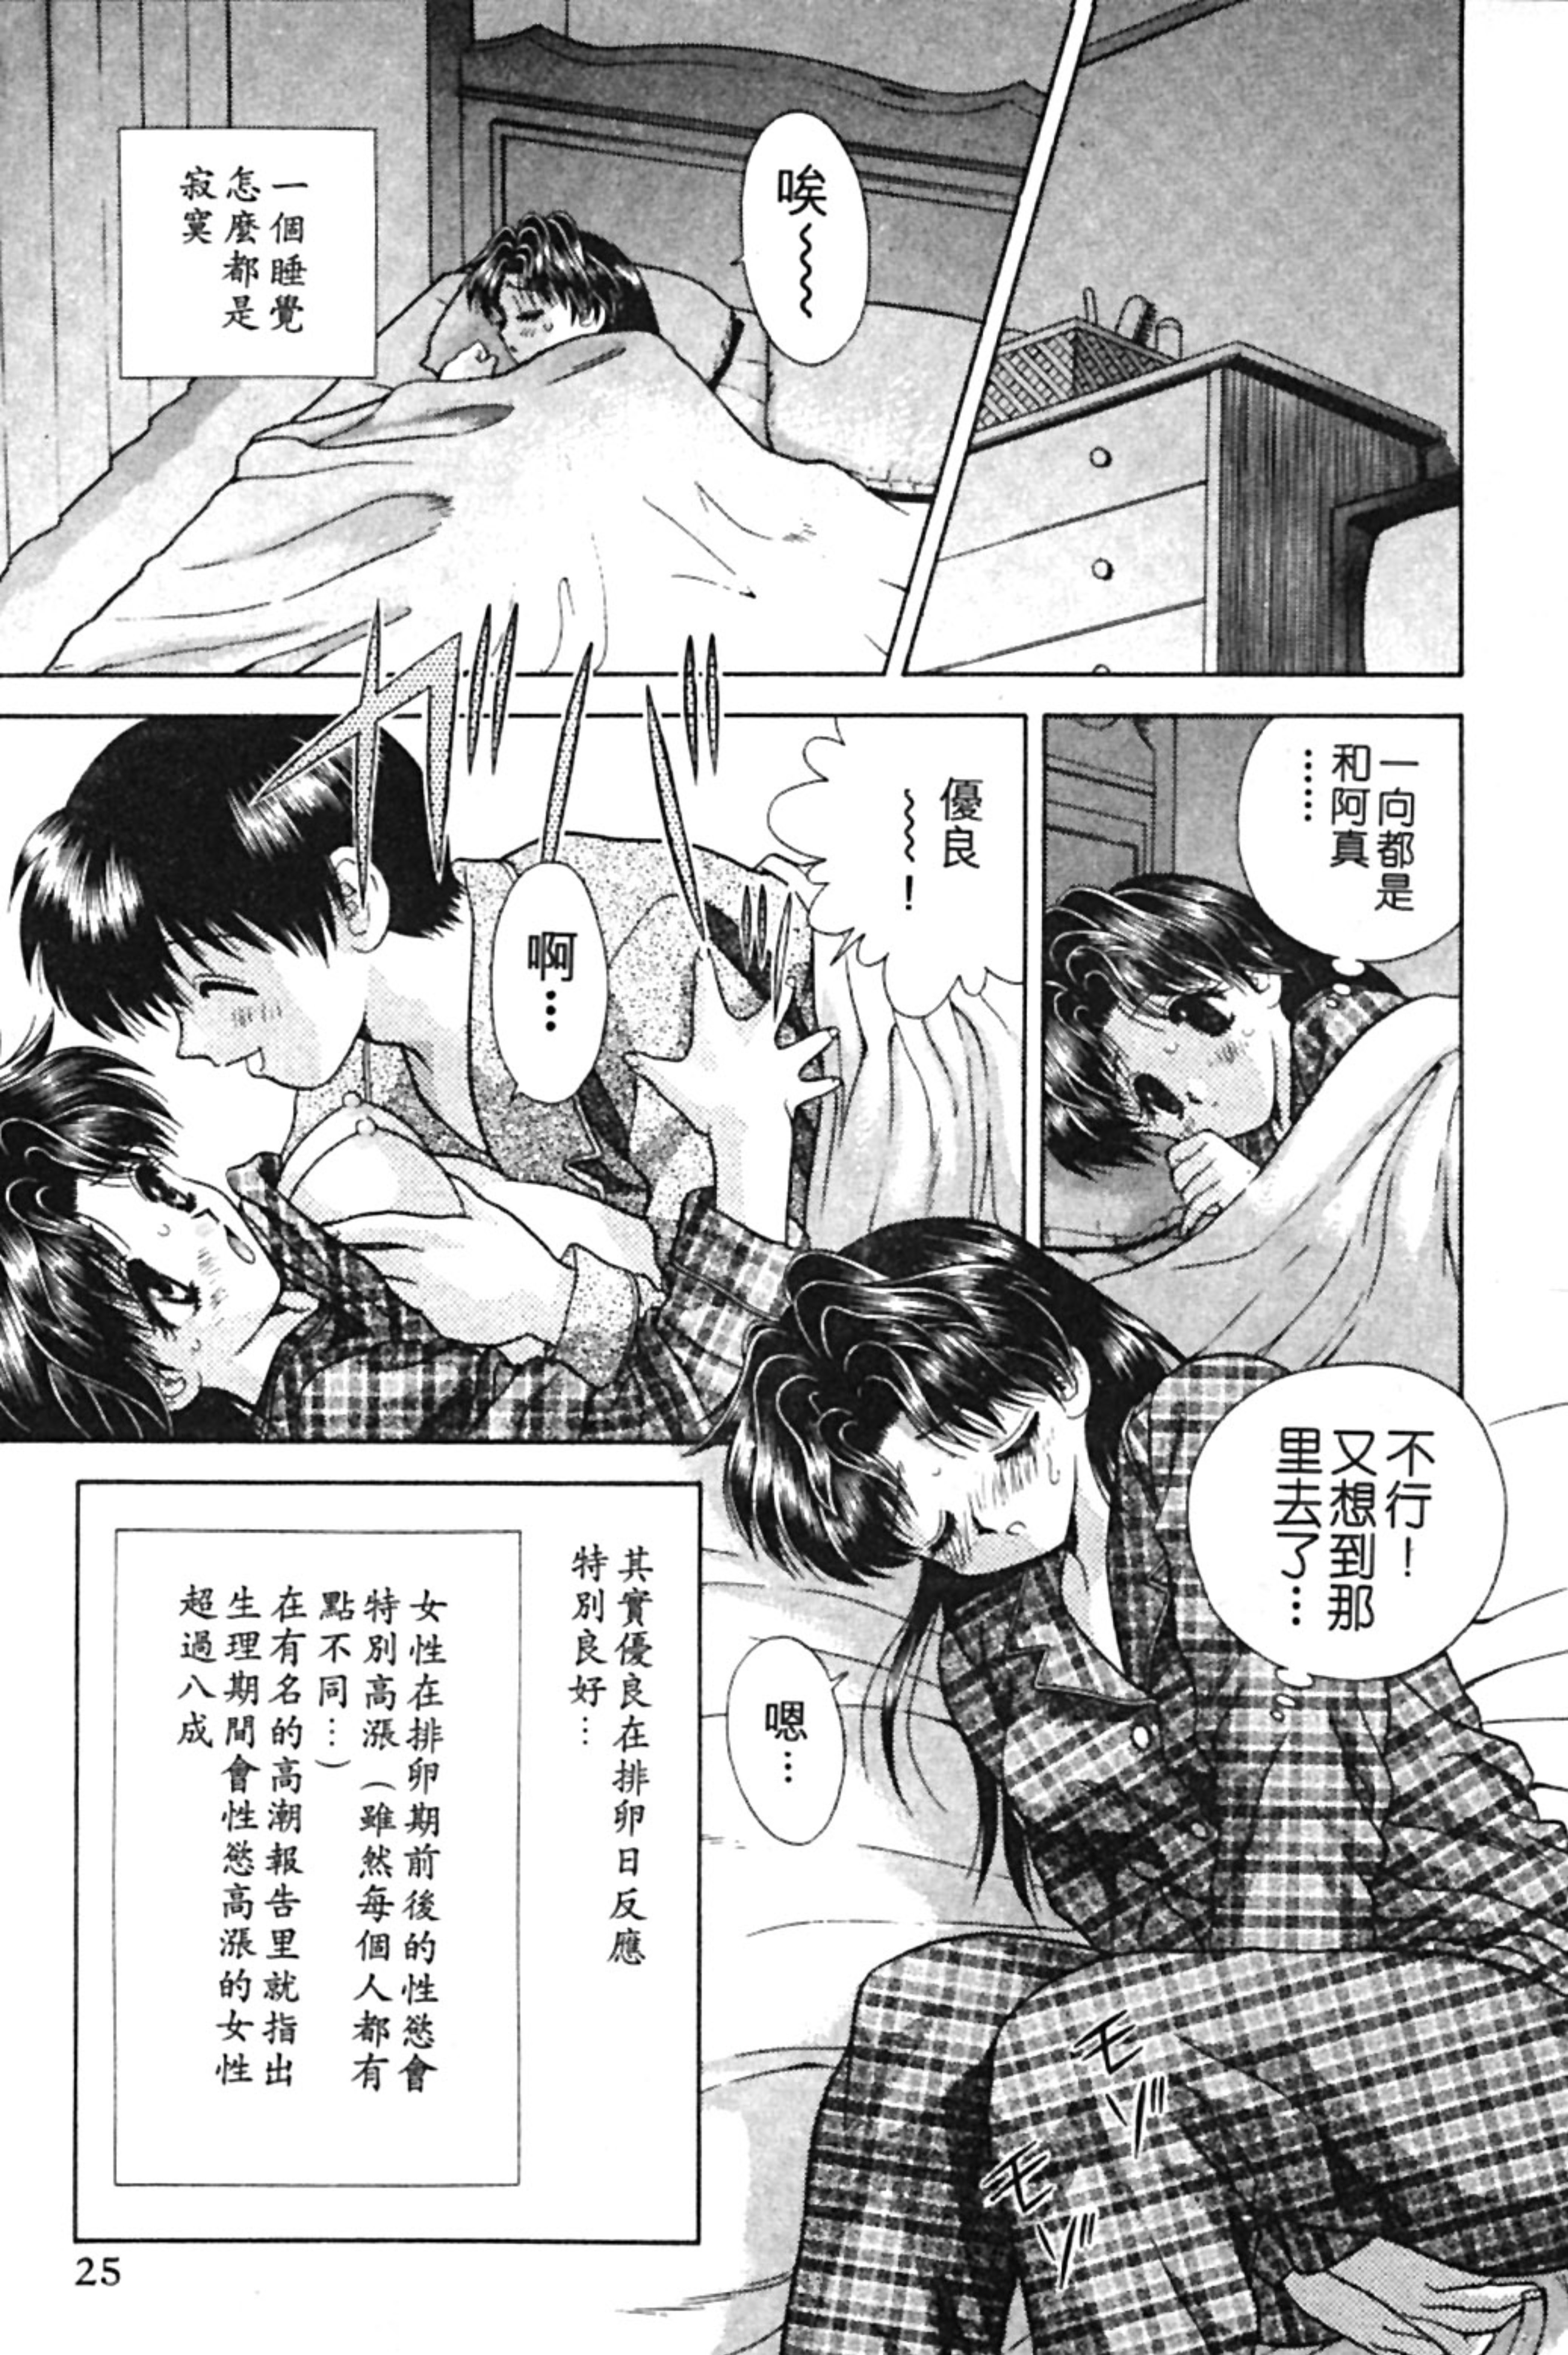 唉～～
一個睡覺
怎麼都是
寂寞
一向都是
和阿真
……
優良
～～！
啊…
不行！
又想到那
里去了…
嗯…
モゾ
モゾ
其實優良在排卵日反應
特別良好…
女性在排卵期前後的性慾會
特別高漲（雖然每個人都有
點不同…）
在有名的高潮報告里就指出
生理期間會性慾高漲的女性
超過八成
25